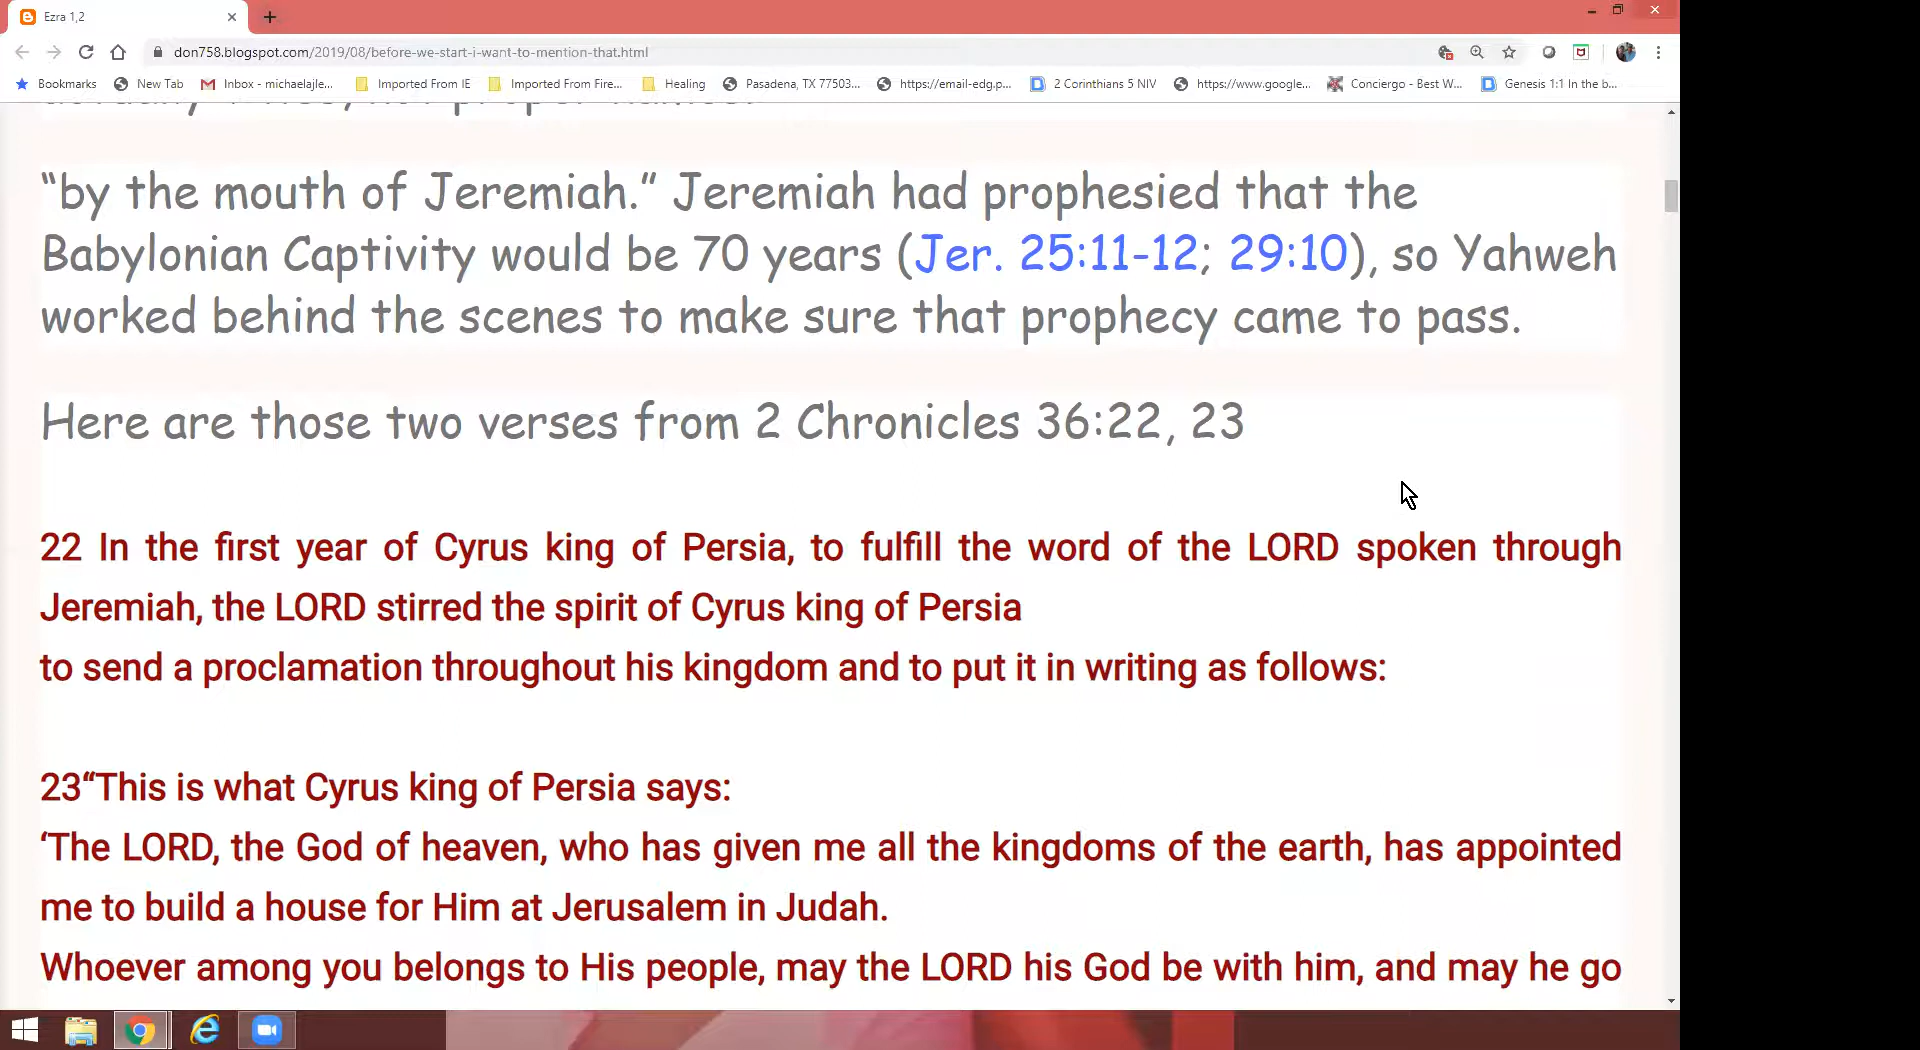 Ezra 1,2
don758.blogspot.com/2019/08/before-we-start-i-want-to-mention-that.html
Bookmarks
New Tab
Inbox - michaelajle...
Imported From IE
Imported From Fire...
Healing
Pasadena, TX 77503...
https://email-edg.p...
2 Corinthians 5 NIV
https://www.google...
Conciergo - Best W...
Genesis 1:1 In the b...
“by the mouth of Jeremiah.” Jeremiah had prophesied that the
Babylonian Captivity would be 70 years (Jer. 25:11-12; 29:10), so Yahweh
worked behind the scenes to make sure that prophecy came to pass.
Here are those two verses from 2 Chronicles 36:22, 23
22 In the first year of Cyrus king of Persia, to fulfill the word of the LORD spoken through
Jeremiah, the LORD stirred the spirit of Cyrus king of Persia
to send a proclamation throughout his kingdom and to put it in writing as follows:
23“This is what Cyrus king of Persia says:
‘The LORD, the God of heaven, who has given me all the kingdoms of the earth, has appointed
me to build a house for Him at Jerusalem in Judah.
Whoever among you belongs to His people, may the LORD his God be with him, and may he go